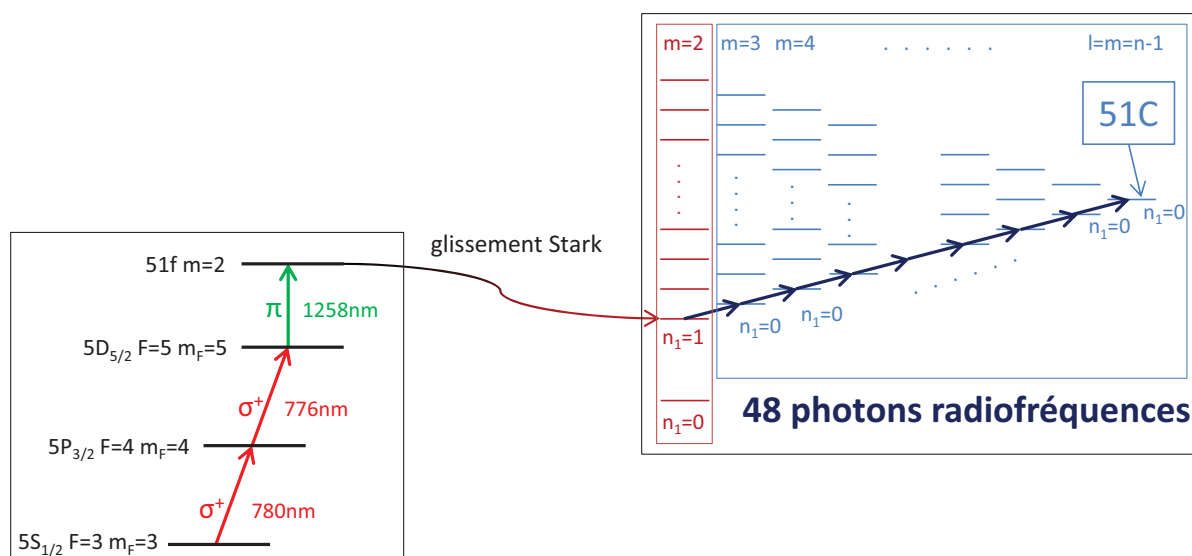 51f m=2
π 1258nm
5D5/2 F=5 mF=5
σ+ 776nm
5P3/2 F=4 mF=4
σ+ 780nm
5S1/2 F=3 mF=3
glissement Stark
m=2 m=3 m=4 . . . . . . l=m=n-1
51C
n1=0
n1=0
n1=0
n1=0
n1=1
n1=0
48 photons radiofréquences